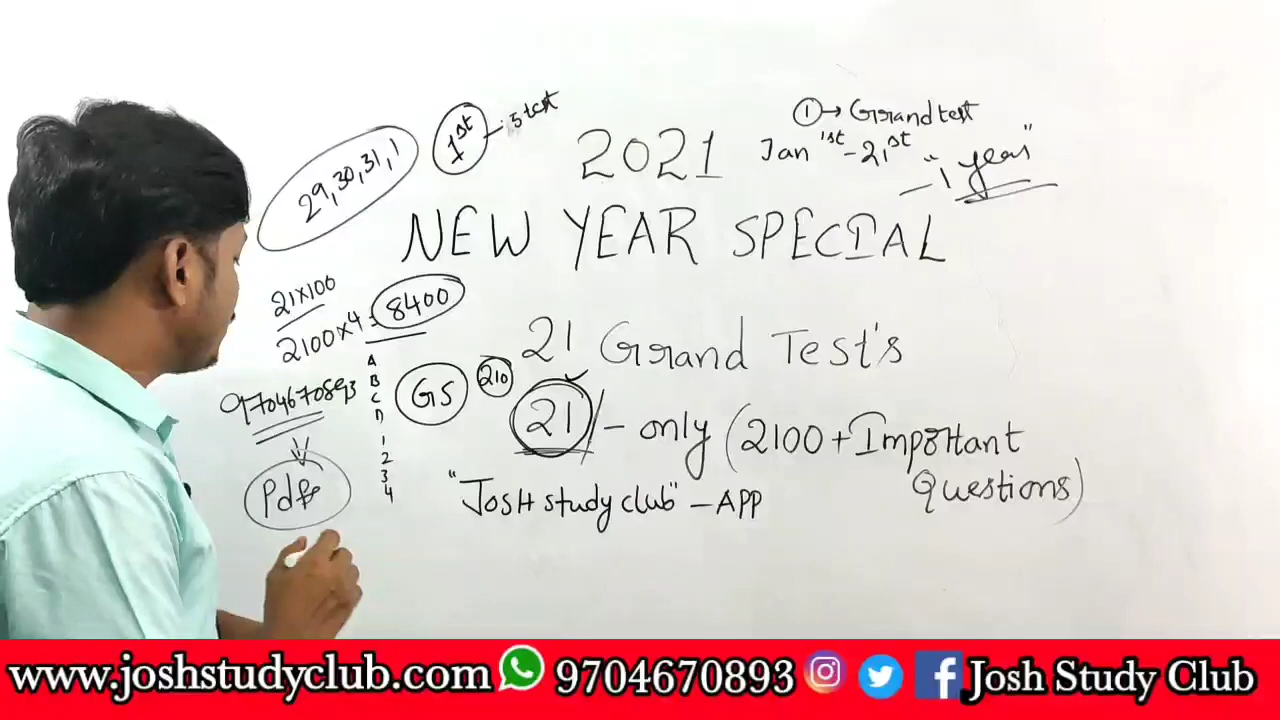 29, 30, 31, 1
1st - 5 test
2021
① → Grand test
Jan 1st - 21st
- "1 year"
NEW YEAR SPECIAL
21x100
2100x4 = 8400
21 Grand Test's
9704670893
A
B
C
D
1
2
3
4
GS
210
21/- only (2100 + Important
Questions)
Pdfs
"Josh study club" - APP
www.joshstudyclub.com 9704670893 Josh Study Club